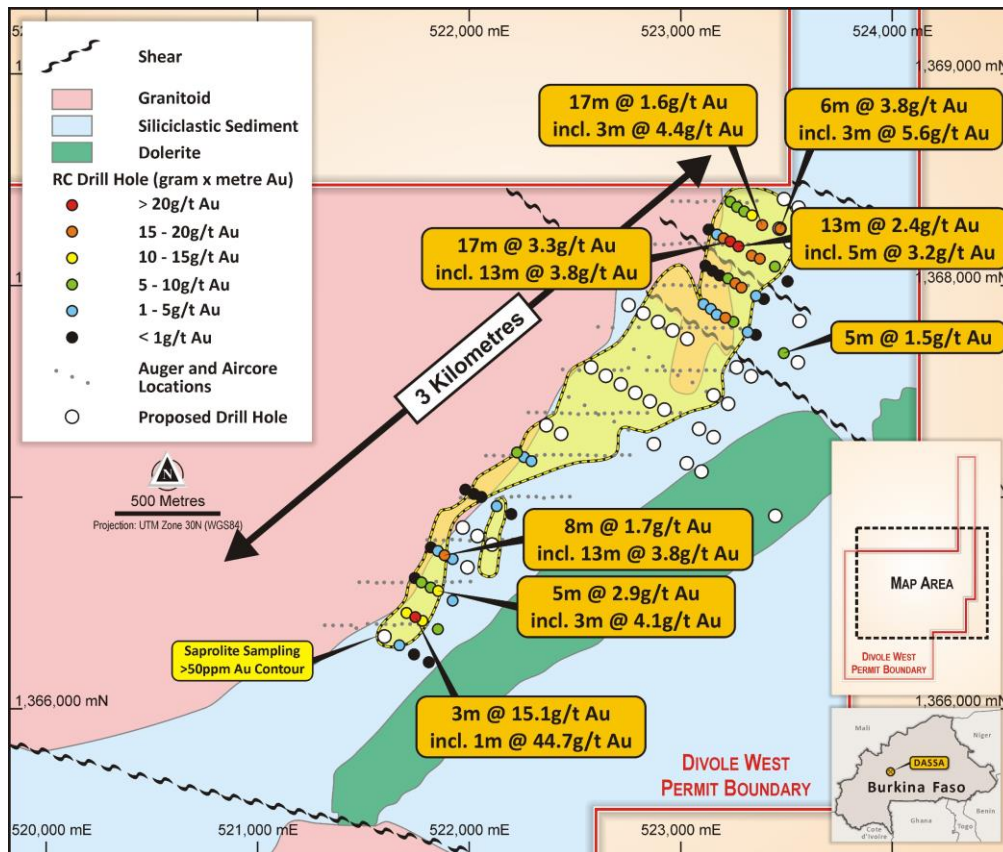 522,000 mE
523,000 mE
524,000 mE
1,369,000 mN
Shear
Granitoid
Siliciclastic Sediment
Dolerite
RC Drill Hole (gram x metre Au)
> 20g/t Au
15 - 20g/t Au
10 - 15g/t Au
5 - 10g/t Au
1 - 5g/t Au
< 1g/t Au
Auger and Aircore
Locations
Proposed Drill Hole
N
500 Metres
Projection: UTM Zone 30N (WGS84)
17m @ 1.6g/t Au
incl. 3m @ 4.4g/t Au
6m @ 3.8g/t Au
incl. 3m @ 5.6g/t Au
17m @ 3.3g/t Au
incl. 13m @ 3.8g/t Au
13m @ 2.4g/t Au
incl. 5m @ 3.2g/t Au
1,368,000 mN
5m @ 1.5g/t Au
3 Kilometres
8m @ 1.7g/t Au
incl. 13m @ 3.8g/t Au
5m @ 2.9g/t Au
incl. 3m @ 4.1g/t Au
Saprolite Sampling
>50ppm Au Contour
3m @ 15.1g/t Au
incl. 1m @ 44.7g/t Au
1,366,000 mN
1,366,000 mN
MAP AREA
DIVOLE WEST
PERMIT BOUNDARY
DIVOLE WEST
PERMIT BOUNDARY
Mali
Niger
DASSA
Burkina Faso
Benin
Ghana
Togo
Cote
d'Ivoire
520,000 mE
521,000 mE
522,000 mE
523,000 mE